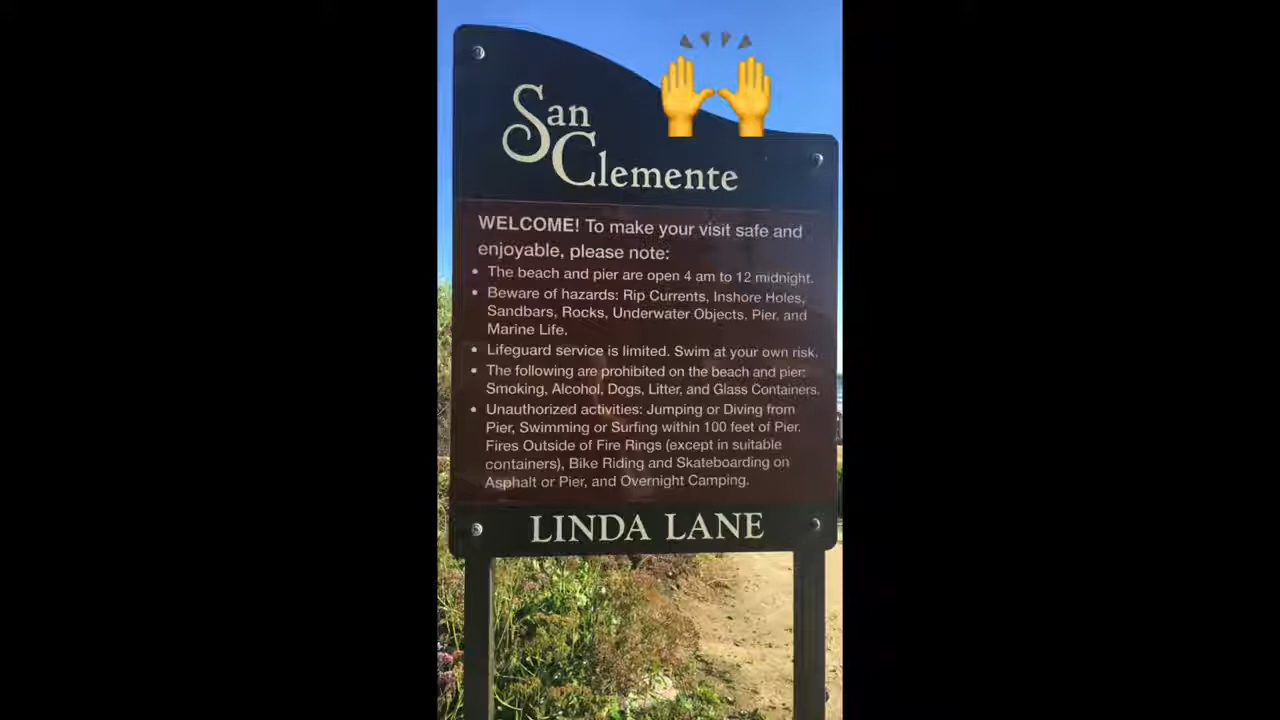 San
Clemente
WELCOME! To make your visit safe and
enjoyable, please note:
• The beach and pier are open 4 am to 12 midnight.
• Beware of hazards: Rip Currents, Inshore Holes,
Sandbars, Rocks, Underwater Objects, Pier, and
Marine Life.
• Lifeguard service is limited. Swim at your own risk.
• The following are prohibited on the beach and pier:
Smoking, Alcohol, Dogs, Litter, and Glass Containers.
• Unauthorized activities: Jumping or Diving from
Pier, Swimming or Surfing within 100 feet of Pier.
Fires Outside of Fire Rings (except in suitable
containers), Bike Riding and Skateboarding on
Asphalt or Pier, and Overnight Camping.
LINDA LANE